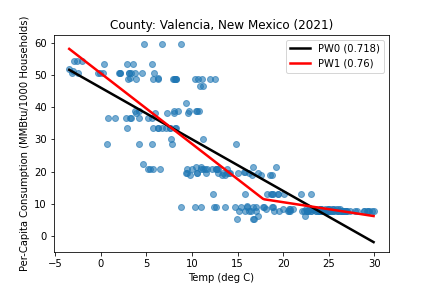 County: Valencia, New Mexico (2021)
PW0 (0.718)
PW1 (0.76)
Per-Capita Consumption (MMBtu/1000 Households)
60
50
40
30
20
10
0
−5 0 5 10 15 20 25 30
Temp (deg C)